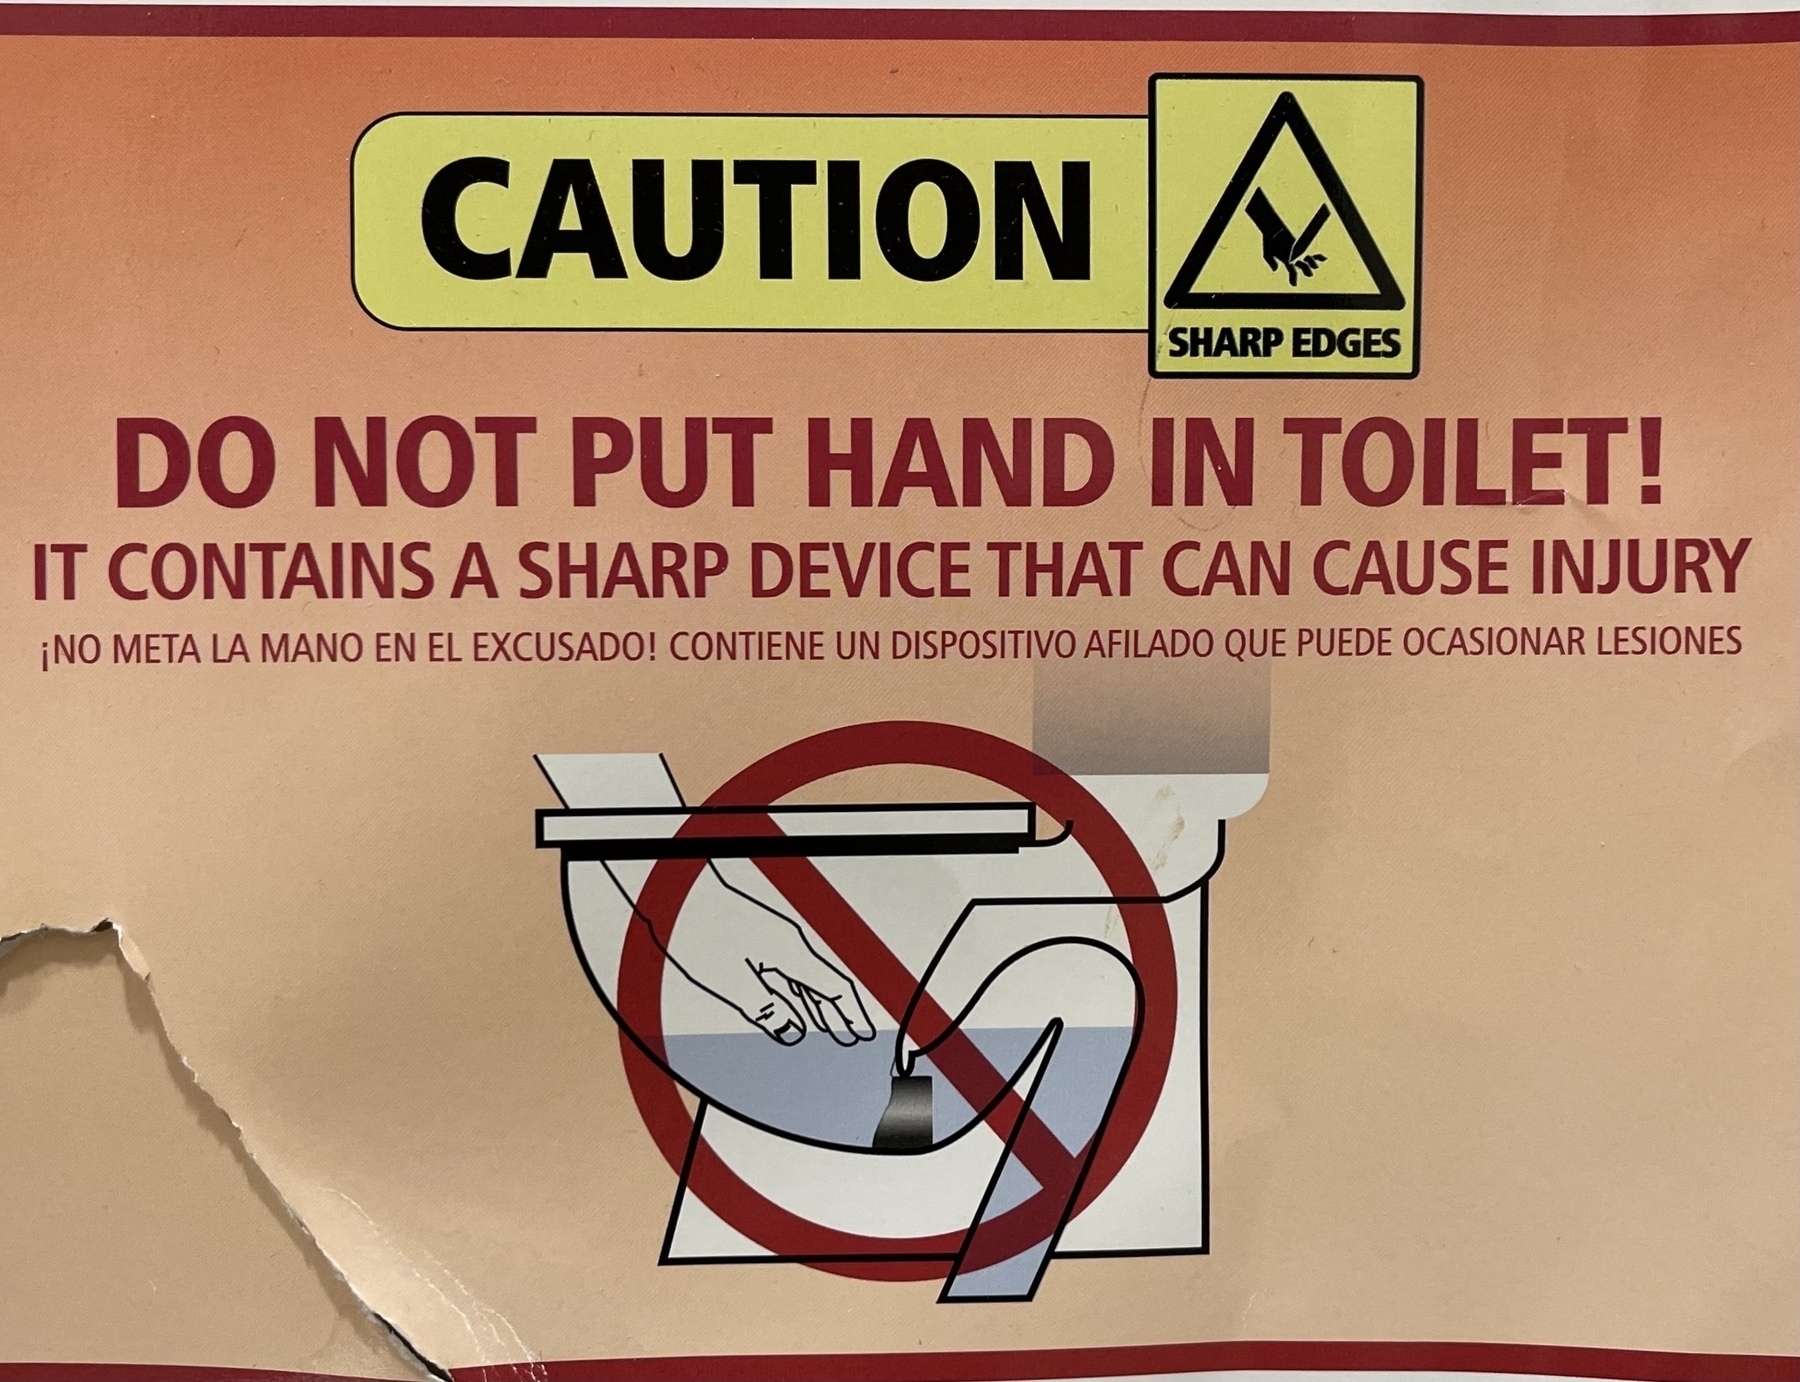 CAUTION
SHARP EDGES
DO NOT PUT HAND IN TOILET!
IT CONTAINS A SHARP DEVICE THAT CAN CAUSE INJURY
¡NO META LA MANO EN EL EXCUSADO! CONTIENE UN DISPOSITIVO AFILADO QUE PUEDE OCASIONAR LESIONES